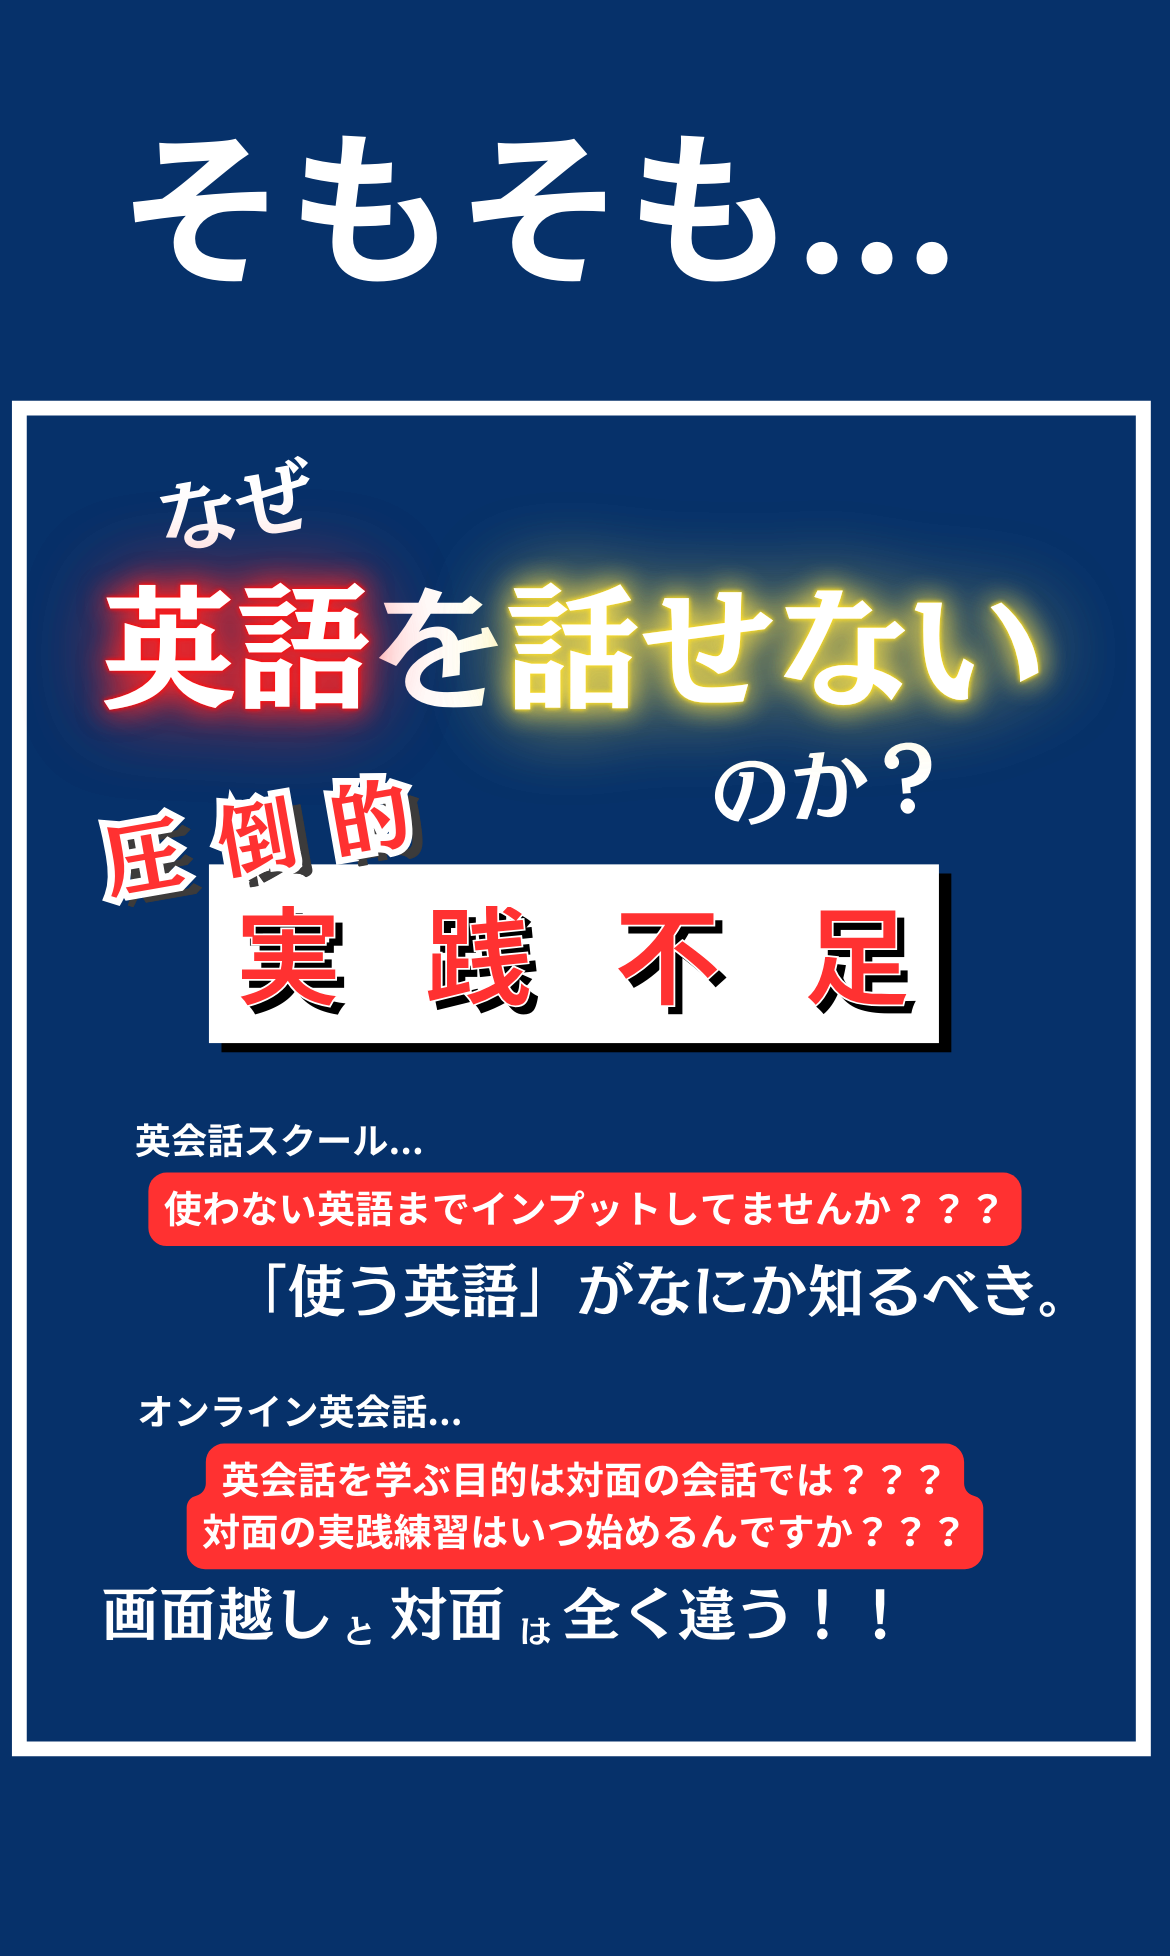 そもそも...
なぜ
英語を話せない
のか？
圧倒的
実践不足
英会話スクール...
使わない英語までインプットしてませんか？？？
「使う英語」がなにか知るべき。
オンライン英会話...
英会話を学ぶ目的は対面の会話では？？？
対面の実践練習はいつ始めるんですか？？？
画面越しと対面は全く違う！！